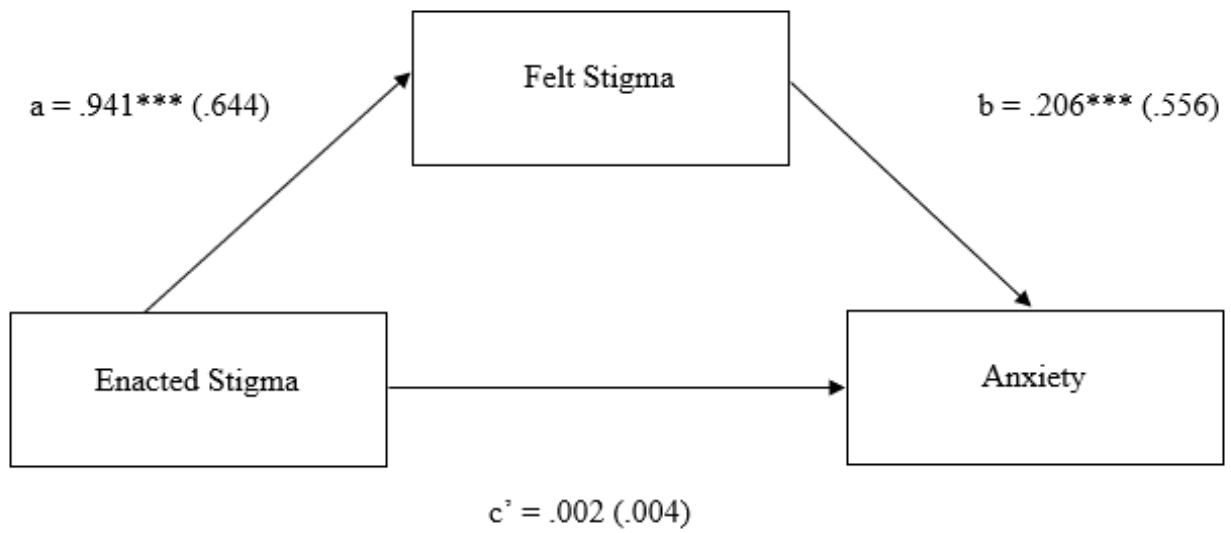 Felt Stigma
a = .941*** (.644)
b = .206*** (.556)
Enacted Stigma
Anxiety
c’ = .002 (.004)